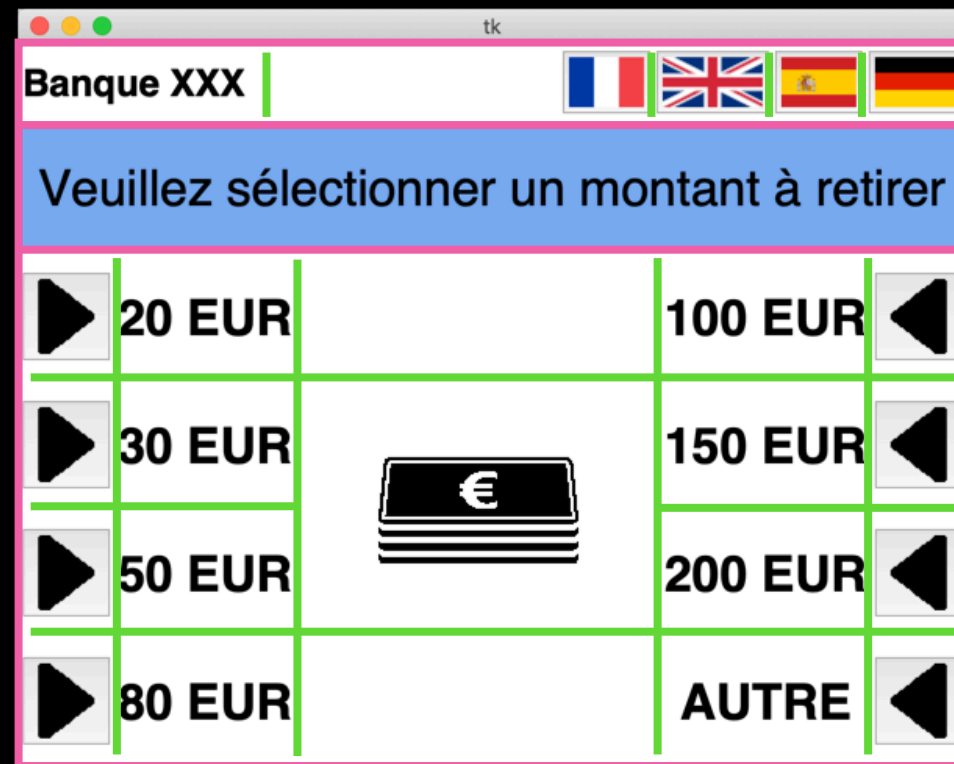 tk
Banque XXX
Veuillez sélectionner un montant à retirer
20 EUR 100 EUR
30 EUR 150 EUR
€
50 EUR 200 EUR
80 EUR AUTRE